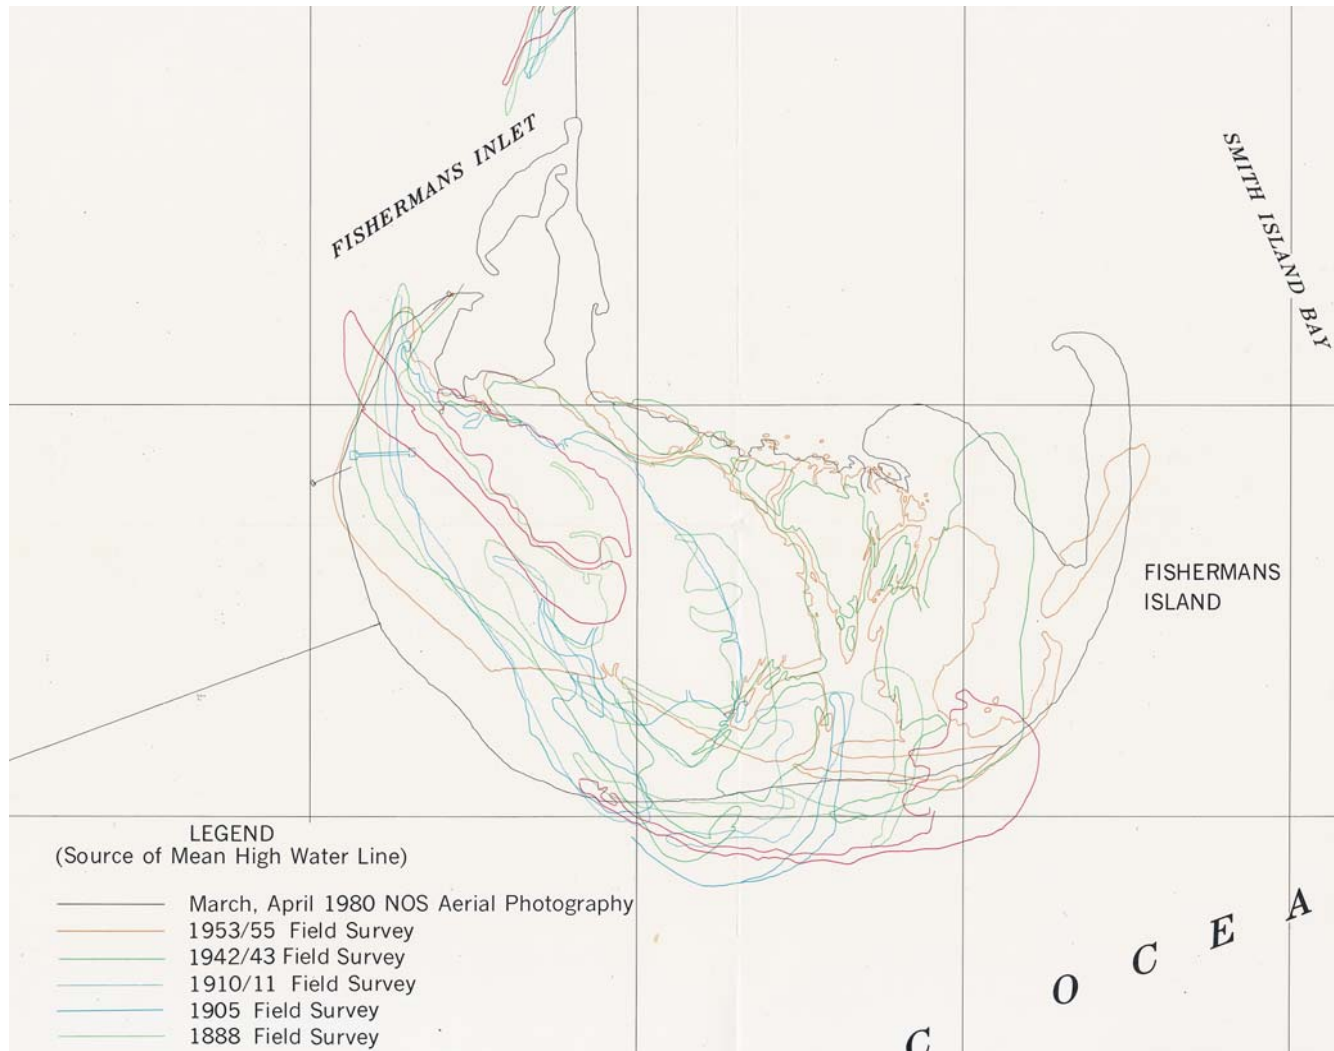 FISHERMANS INLET
SMITH ISLAND BAY
FISHERMANS
ISLAND
LEGEND
(Source of Mean High Water Line)
March, April 1980 NOS Aerial Photography
1953/55 Field Survey
1942/43 Field Survey
1910/11 Field Survey
1905 Field Survey
1888 Field Survey
C O C E A